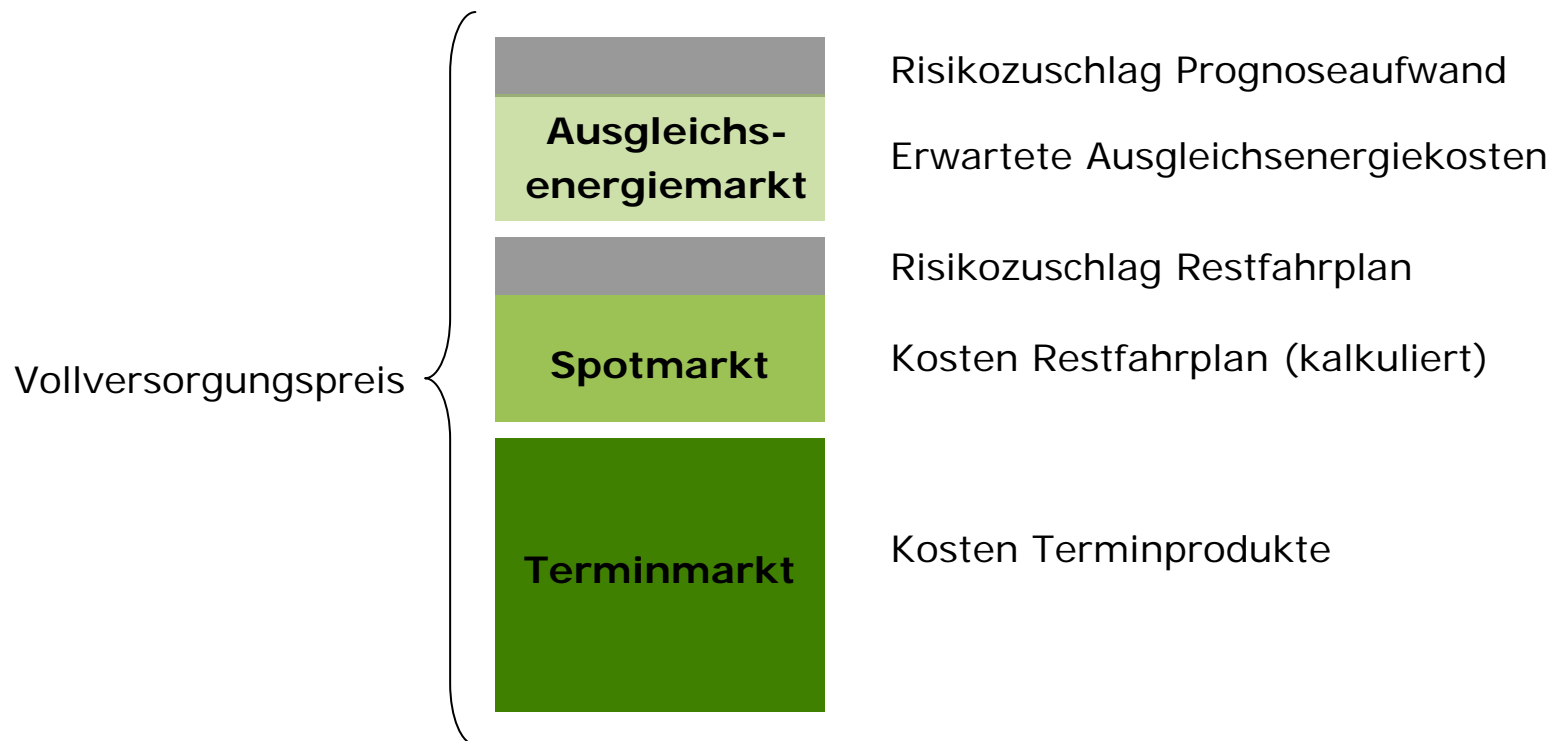 Risikozuschlag Prognoseaufwand
Ausgleichs-
energiemarkt
Erwartete Ausgleichsenergiekosten
Risikozuschlag Restfahrplan
Vollversorgungspreis
Spotmarkt
Kosten Restfahrplan (kalkuliert)
Terminmarkt
Kosten Terminprodukte